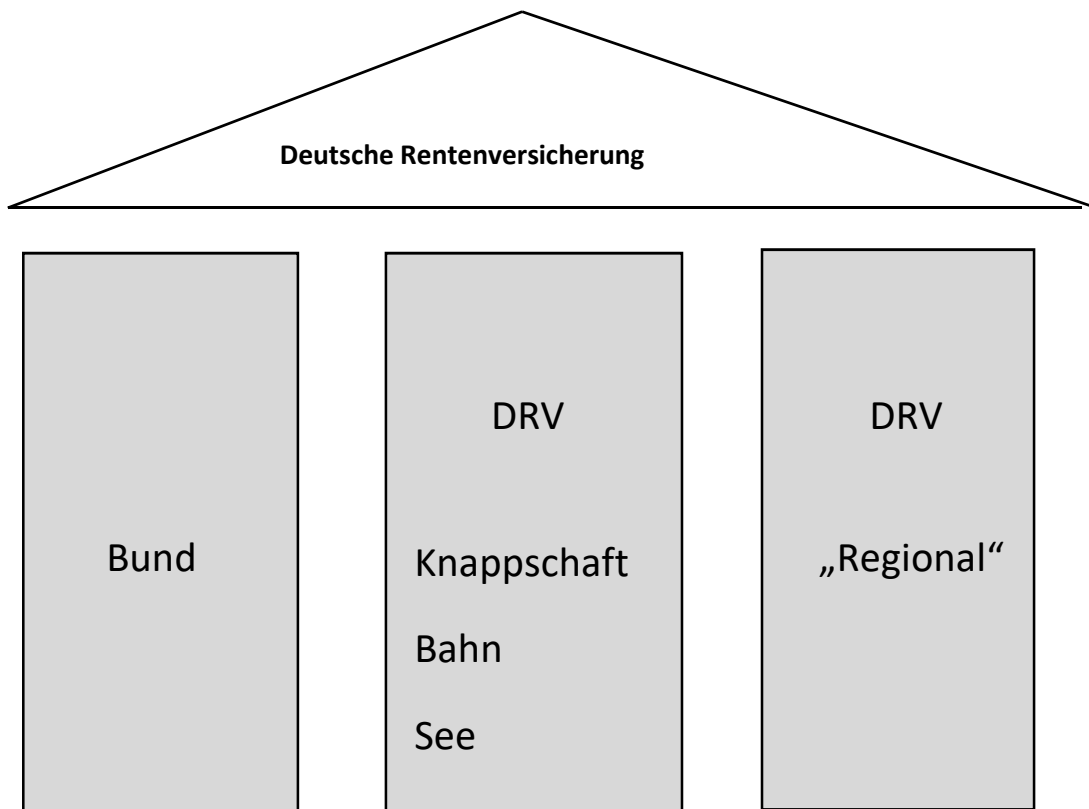 Deutsche Rentenversicherung
Bund
DRV
Knappschaft
Bahn
See
DRV
„Regional“